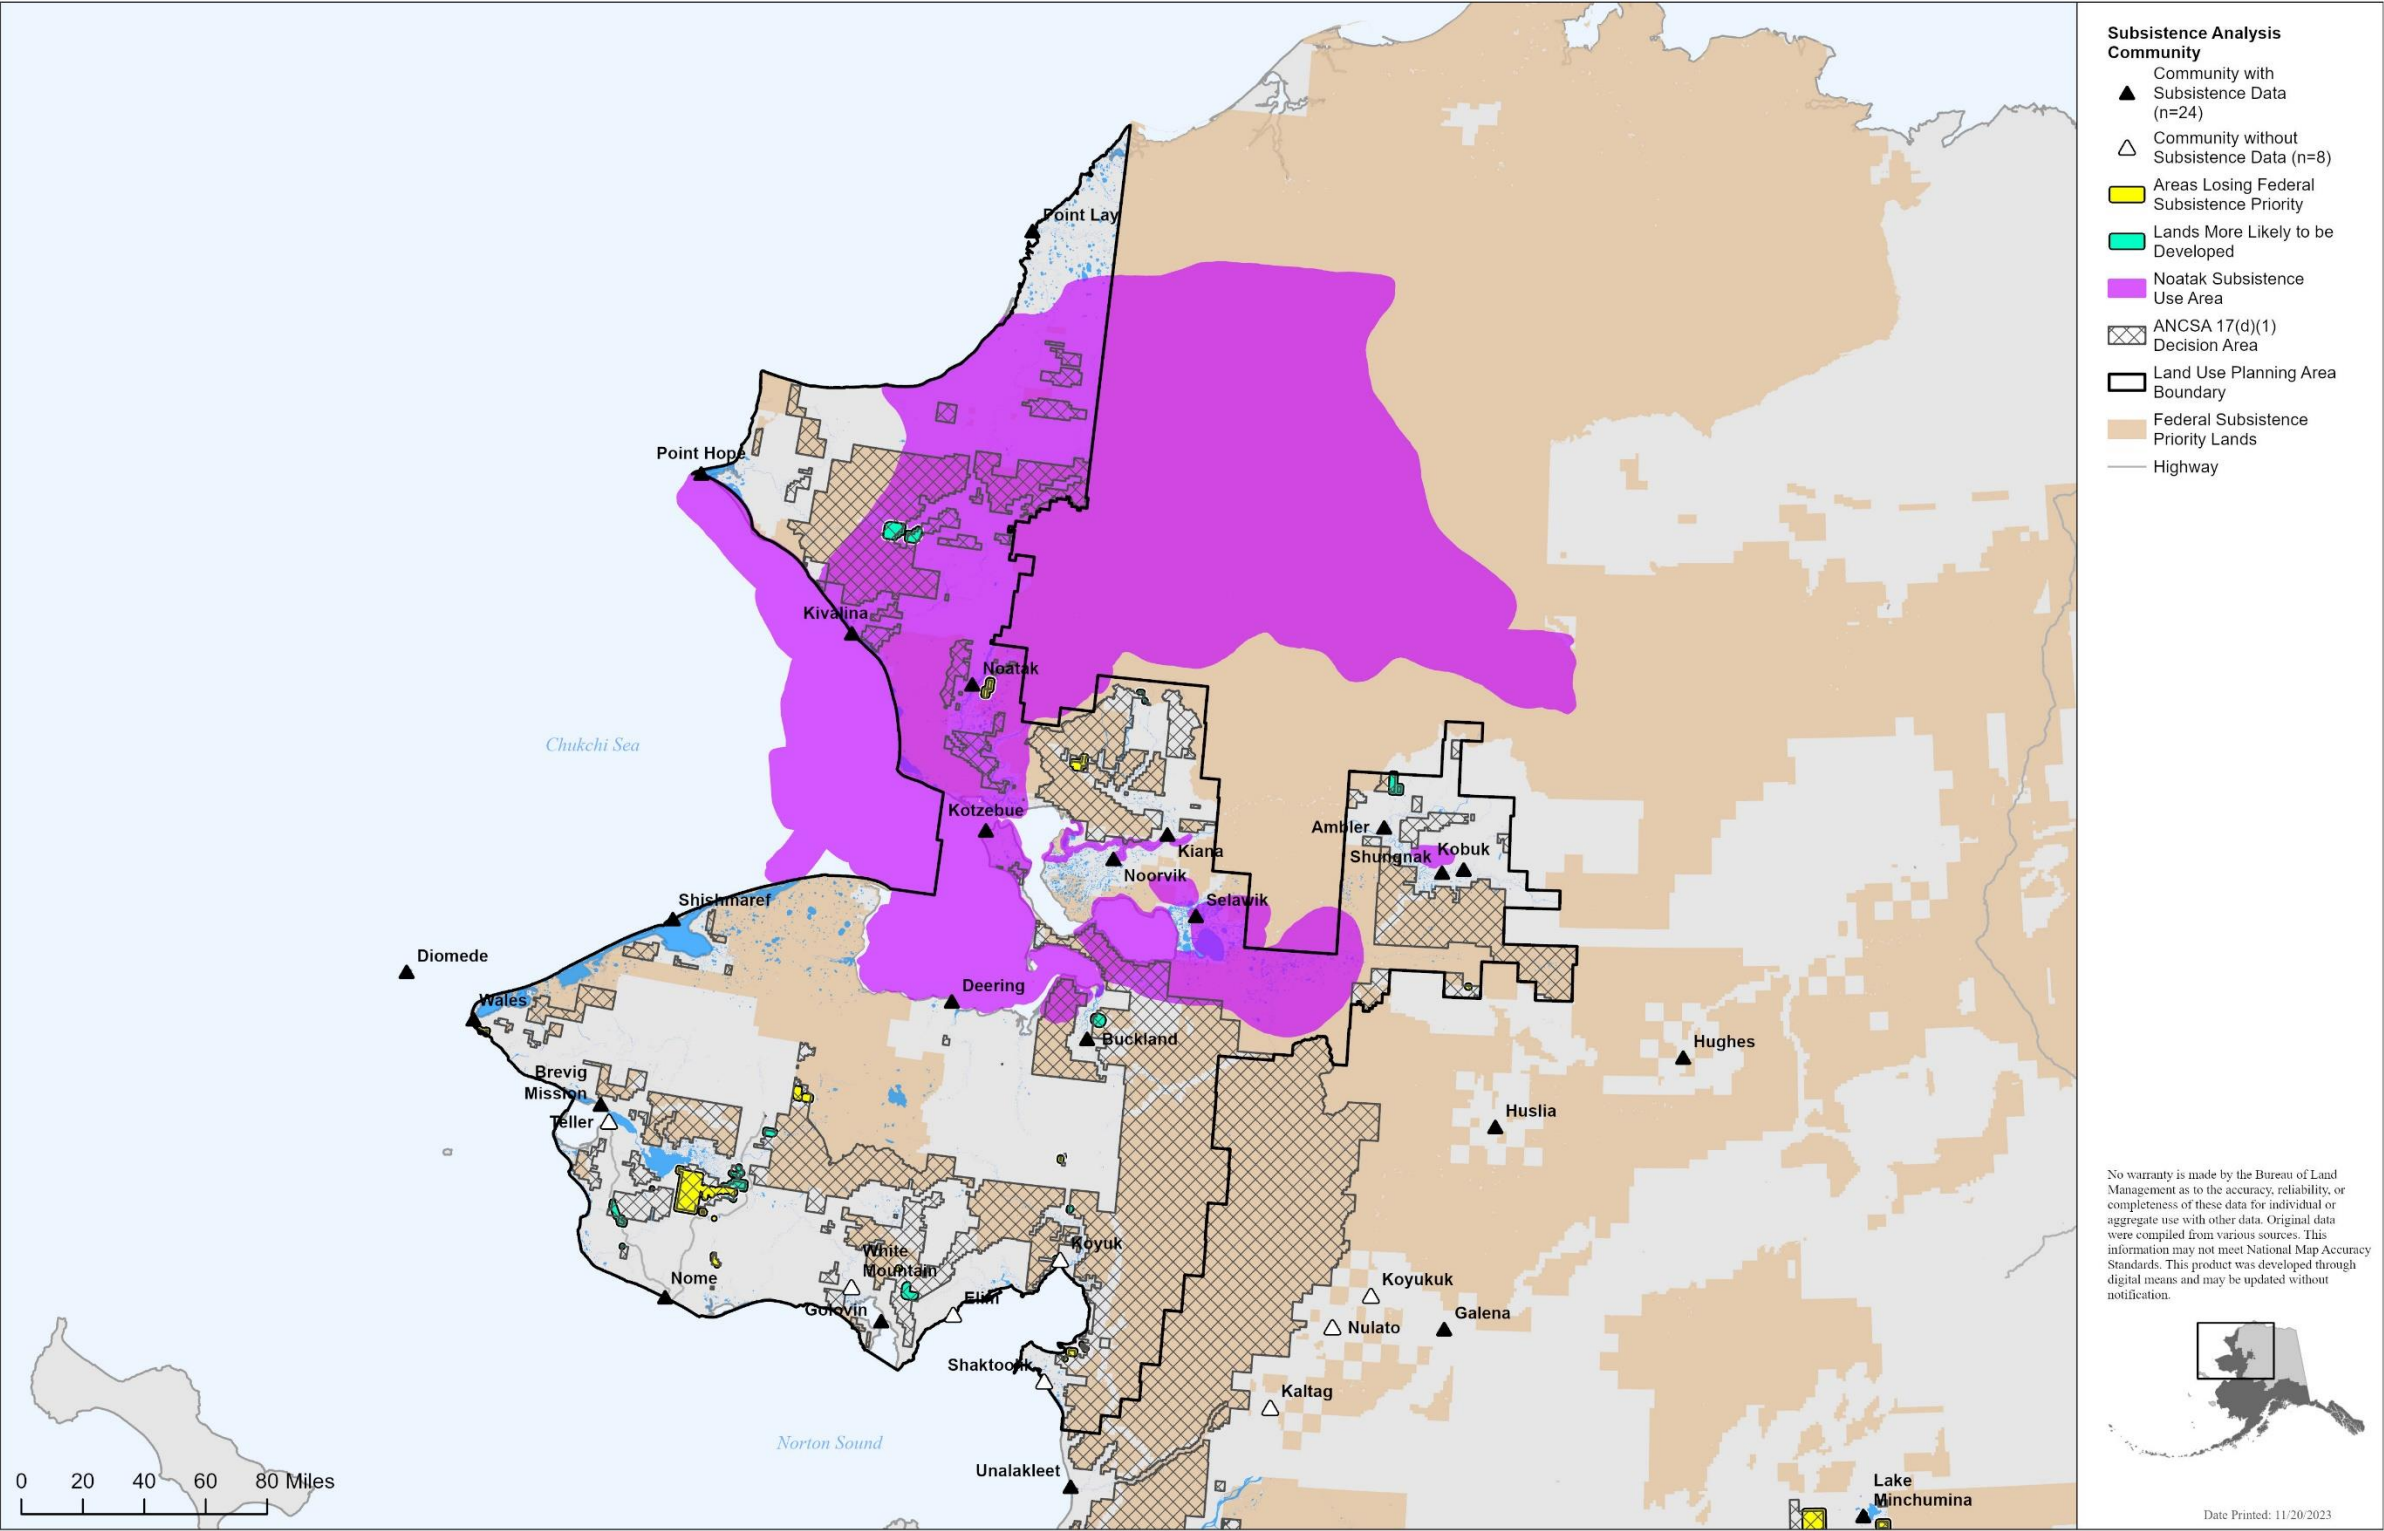 Point Lay
Point Hope
Kivalina
Noatak
Chukchi Sea
Kotzebue
Kiana
Noorvik
Ambler
Shungnak
Kobuk
Selawik
Shishmaref
Diomede
Wales
Deering
Buckland
Hughes
Brevig
Mission
Teller
Huslia
White
Mountain
Koyuk
Nome
Golovin
Elim
Koyukuk
Nulato
Galena
Shaktoolik
Kaltag
Norton Sound
Unalakleet
Lake
Minchumina
0 20 40 60 80 Miles
Subsistence Analysis
Community
Community with
Subsistence Data
(n=24)
Community without
Subsistence Data (n=8)
Areas Losing Federal
Subsistence Priority
Lands More Likely to be
Developed
Noatak Subsistence
Use Area
ANCSA 17(d)(1)
Decision Area
Land Use Planning Area
Boundary
Federal Subsistence
Priority Lands
Highway
No warranty is made by the Bureau of Land
Management as to the accuracy, reliability, or
completeness of these data for individual or
aggregate use with other data. Original data
were compiled from various sources. This
information may not meet National Map Accuracy
Standards. This product was developed through
digital means and may be updated without
notification.
Date Printed: 11/20/2023